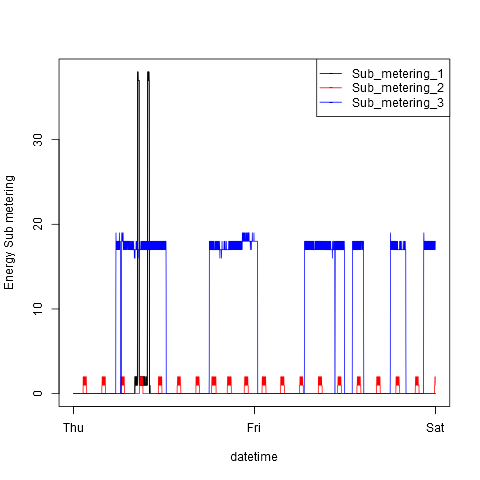 Sub_metering_1
Sub_metering_2
Sub_metering_3
Energy Sub metering
30
20
10
0
Thu Fri Sat
datetime